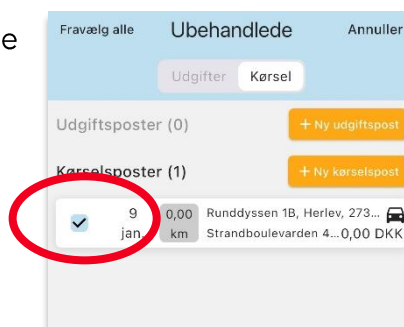 e
Fravælg alle Ubehandlede Annuller
Udgifter Kørsel
Udgiftsposter (0) + Ny udgiftspost
Kørselsposter (1) + Ny kørselspost
9 0,00 Runddyssen 1B, Herlev, 273...
jan. km Strandboulevarden 4... 0,00 DKK